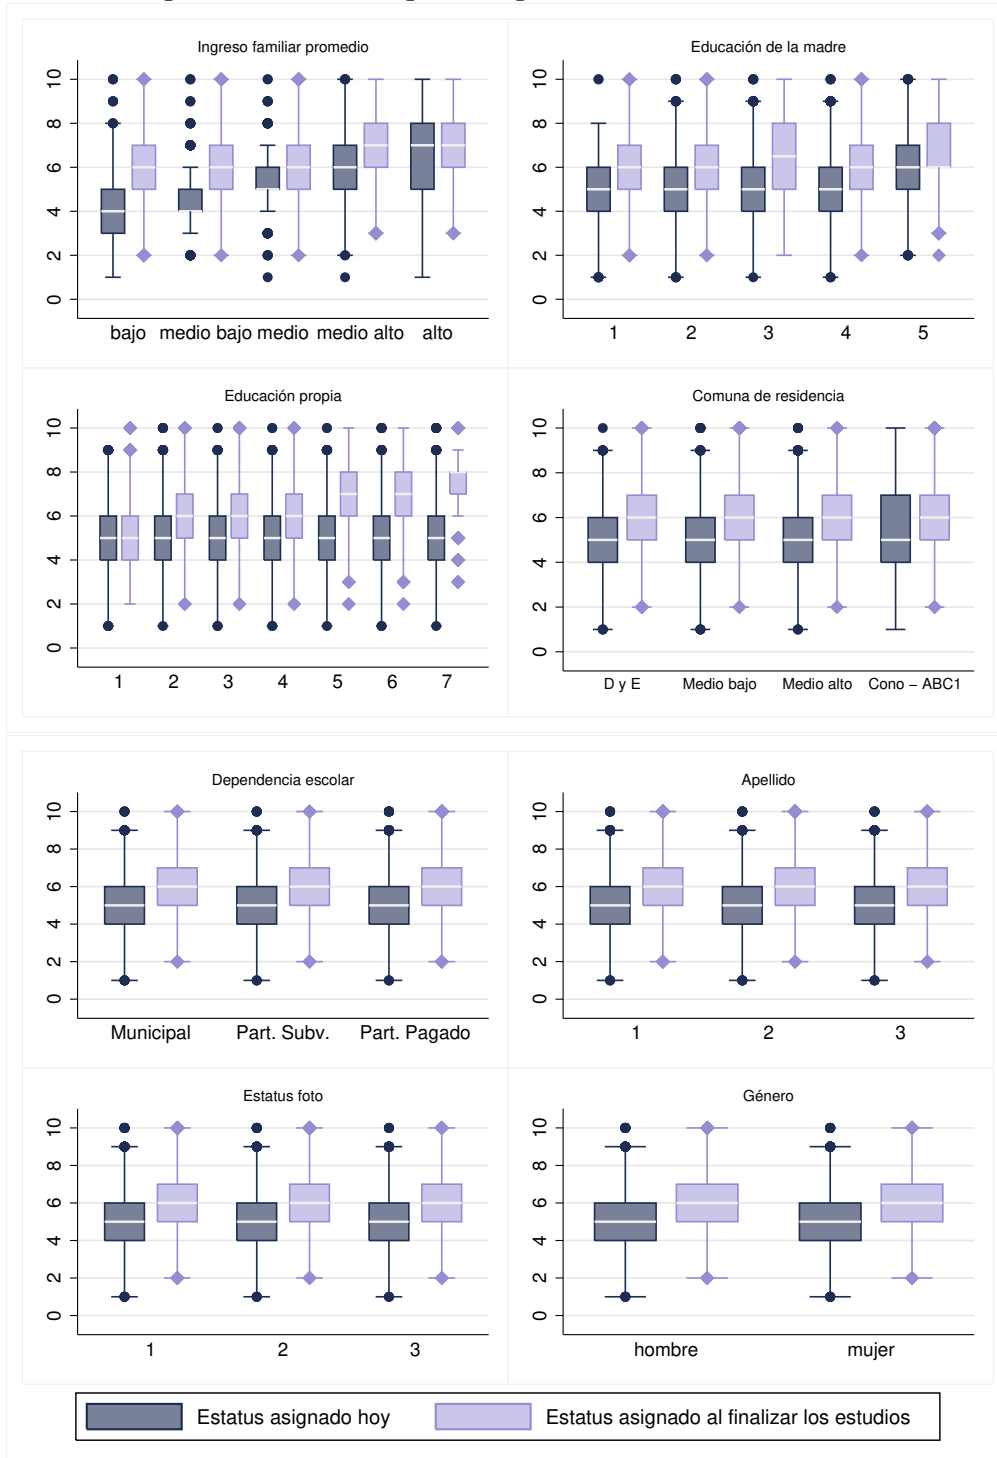 Ingreso familiar promedio
10
8
6
4
2
0
bajo medio bajo medio medio alto alto
Educación de la madre
10
8
6
4
2
0
1 2 3 4 5
Educación propia
10
8
6
4
2
0
1 2 3 4 5 6 7
Comuna de residencia
10
8
6
4
2
0
D y E Medio bajo Medio alto Cono – ABC1
Dependencia escolar
10
8
6
4
2
0
Municipal Part. Subv. Part. Pagado
Apellido
10
8
6
4
2
0
1 2 3
Estatus foto
10
8
6
4
2
0
1 2 3
Género
10
8
6
4
2
0
hombre mujer
Estatus asignado hoy Estatus asignado al finalizar los estudios